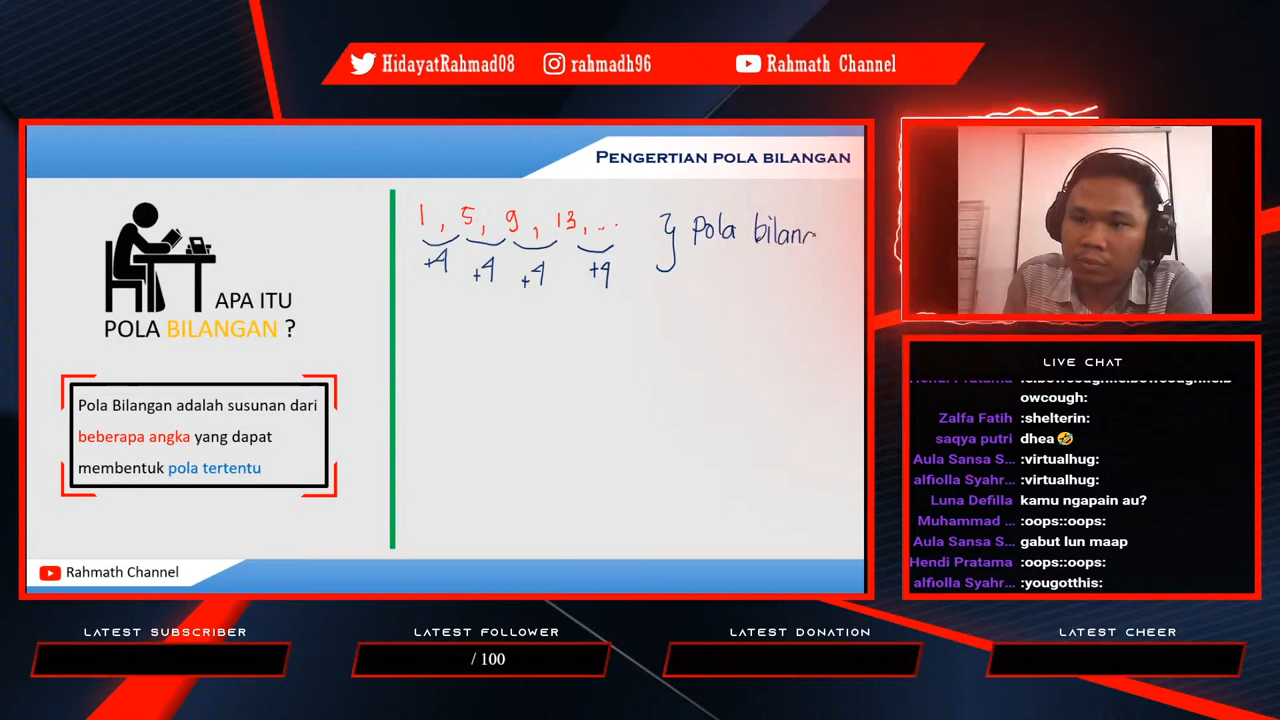 HidayatRahmad08 rahmadh96 Rahmath Channel
PENGERTIAN POLA BILANGAN
1, 5, 9, 13, ...
+4 +4 +4 +4
} Pola bilan
APA ITU
POLA BILANGAN ?
Pola Bilangan adalah susunan dari
beberapa angka yang dapat
membentuk pola tertentu
Rahmath Channel
LIVE CHAT
owcough:
Zalfa Fatih :shelterin:
saqya putri dhea 🤣
Aula Sansa S... :virtualhug:
alfiolla Syahr... :virtualhug:
Luna Defilla kamu ngapain au?
Muhammad ... :oops::oops:
Aula Sansa S... gabut lun maap
Hendi Pratama :oops::oops:
alfiolla Syahr... :yougotthis:
LATEST SUBSCRIBER
LATEST FOLLOWER
/ 100
LATEST DONATION
LATEST CHEER